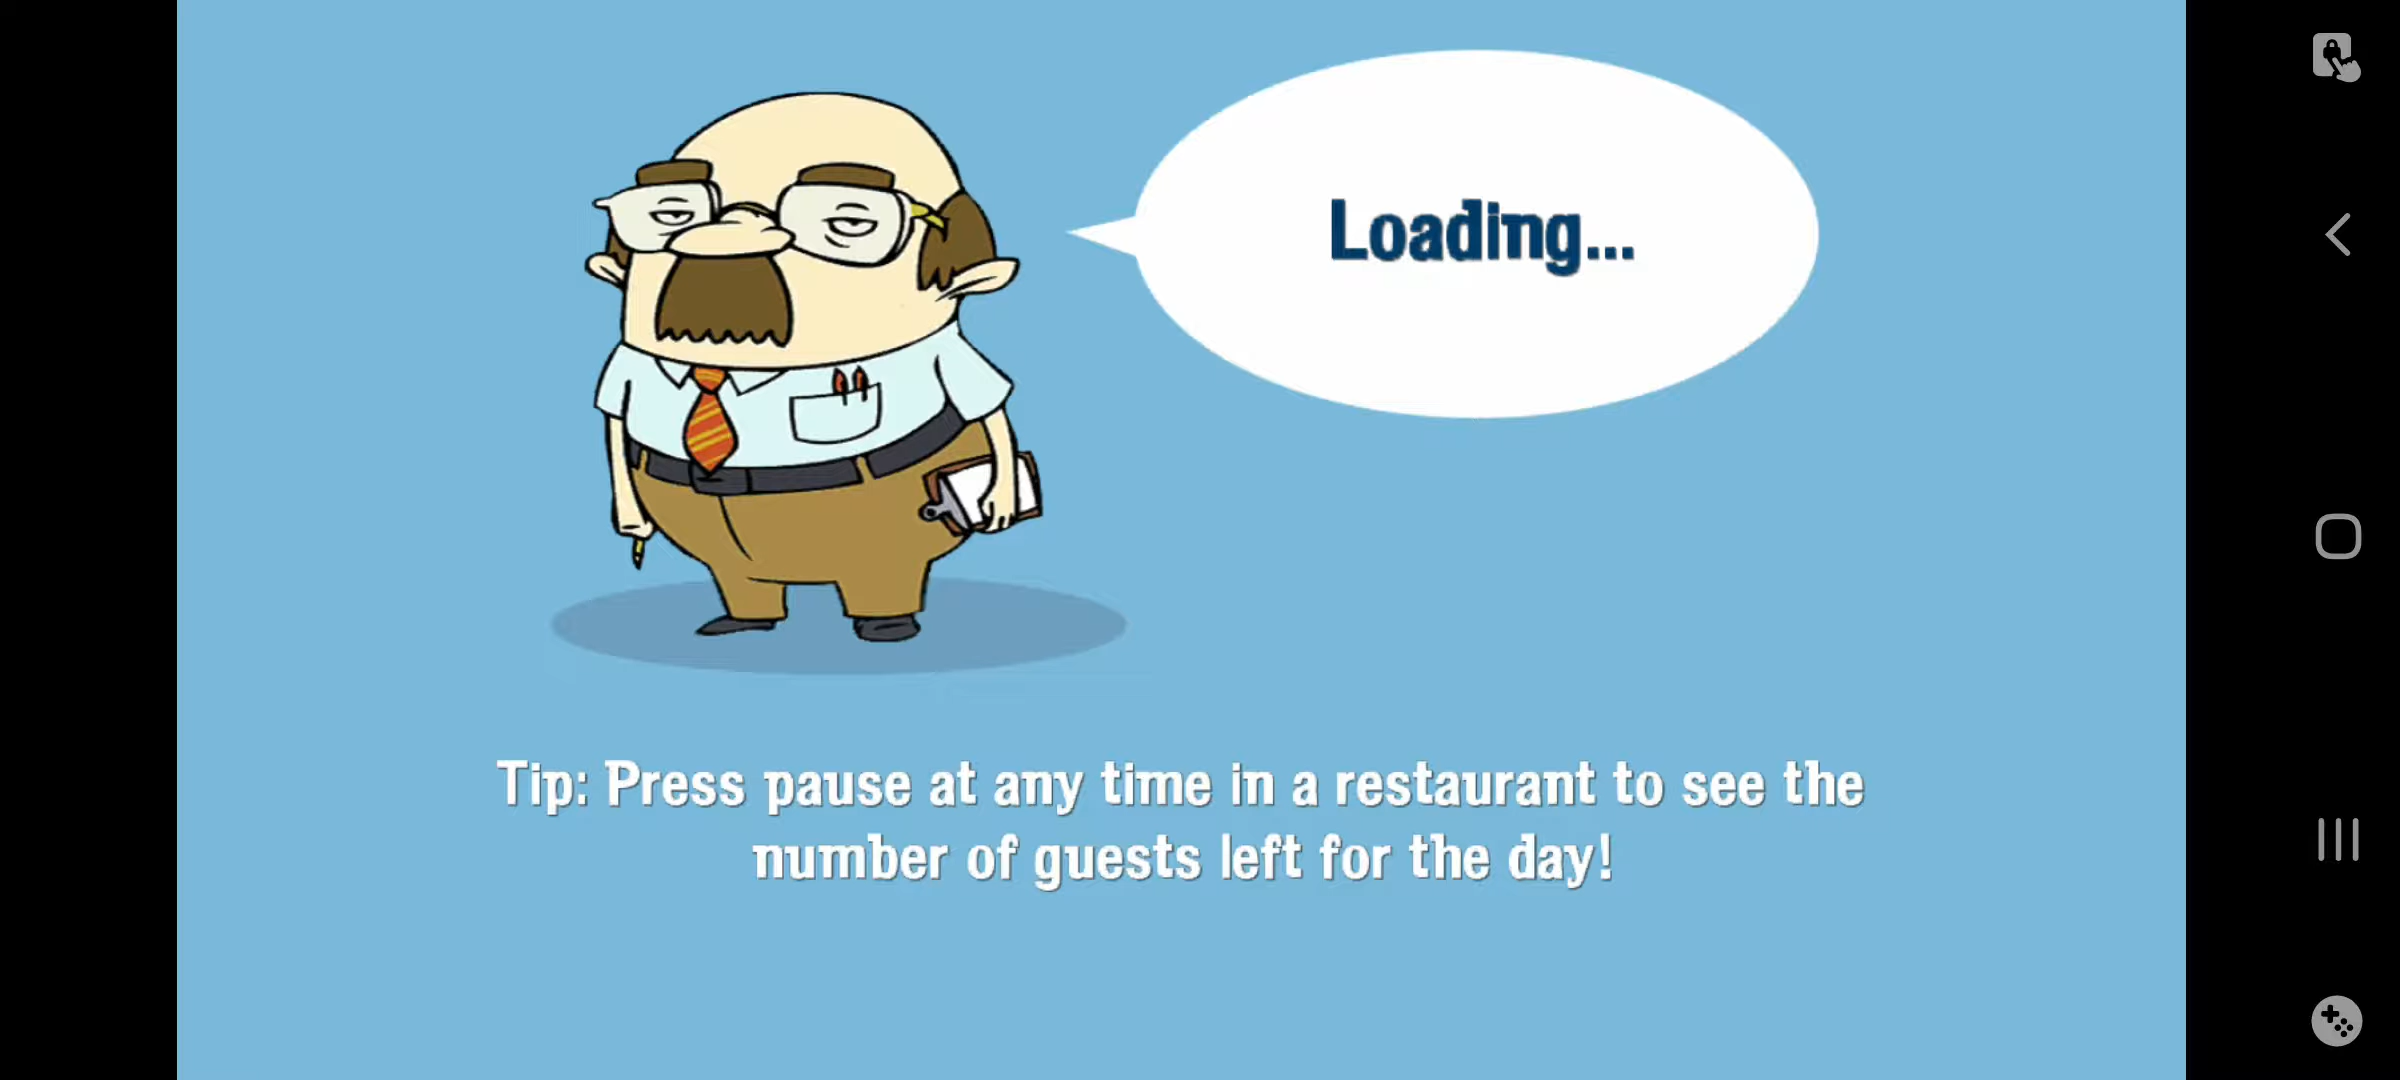 Loading...
Tip: Press pause at any time in a restaurant to see the
number of guests left for the day!